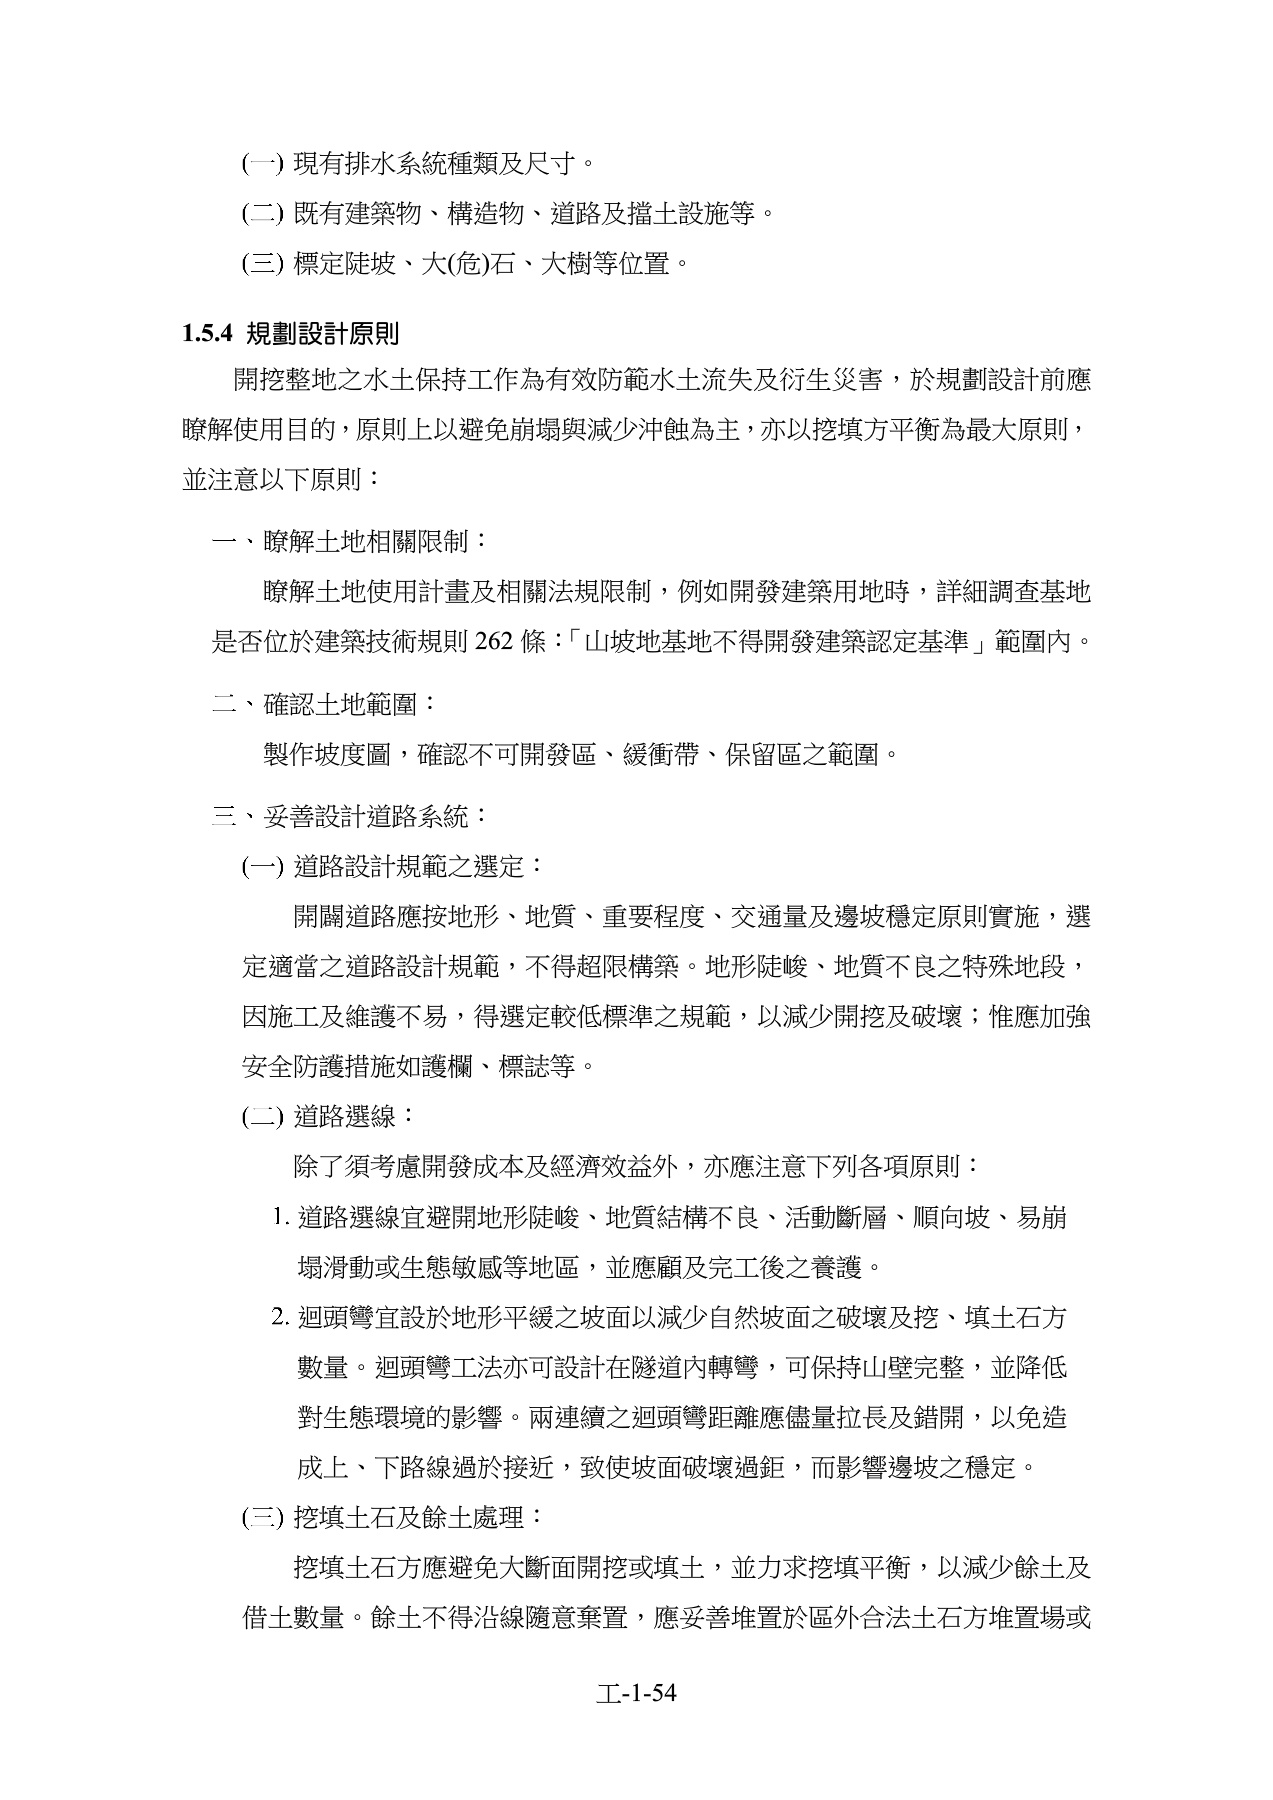 (一) 現有排水系統種類及尺寸。
(二) 既有建築物、構造物、道路及擋土設施等。
(三) 標定陡坡、大(危)石、大樹等位置。
1.5.4 規劃設計原則
開挖整地之水土保持工作為有效防範水土流失及衍生災害，於規劃設計前應
瞭解使用目的，原則上以避免崩塌與減少沖蝕為主，亦以挖填方平衡為最大原則，
並注意以下原則：
一、瞭解土地相關限制：
瞭解土地使用計畫及相關法規限制，例如開發建築用地時，詳細調查基地
是否位於建築技術規則 262 條：「山坡地基地不得開發建築認定基準」範圍內。
二、確認土地範圍：
製作坡度圖，確認不可開發區、緩衝帶、保留區之範圍。
三、妥善設計道路系統：
(一) 道路設計規範之選定：
開闢道路應按地形、地質、重要程度、交通量及邊坡穩定原則實施，選
定適當之道路設計規範，不得超限構築。地形陡峻、地質不良之特殊地段，
因施工及維護不易，得選定較低標準之規範，以減少開挖及破壞；惟應加強
安全防護措施如護欄、標誌等。
(二) 道路選線：
除了須考慮開發成本及經濟效益外，亦應注意下列各項原則：
1. 道路選線宜避開地形陡峻、地質結構不良、活動斷層、順向坡、易崩
塌滑動或生態敏感等地區，並應顧及完工後之養護。
2. 迴頭彎宜設於地形平緩之坡面以減少自然坡面之破壞及挖、填土石方
數量。迴頭彎工法亦可設計在隧道內轉彎，可保持山壁完整，並降低
對生態環境的影響。兩連續之迴頭彎距離應儘量拉長及錯開，以免造
成上、下路線過於接近，致使坡面破壞過鉅，而影響邊坡之穩定。
(三) 挖填土石及餘土處理：
挖填土石方應避免大斷面開挖或填土，並力求挖填平衡，以減少餘土及
借土數量。餘土不得沿線隨意棄置，應妥善堆置於區外合法土石方堆置場或
工-1-54